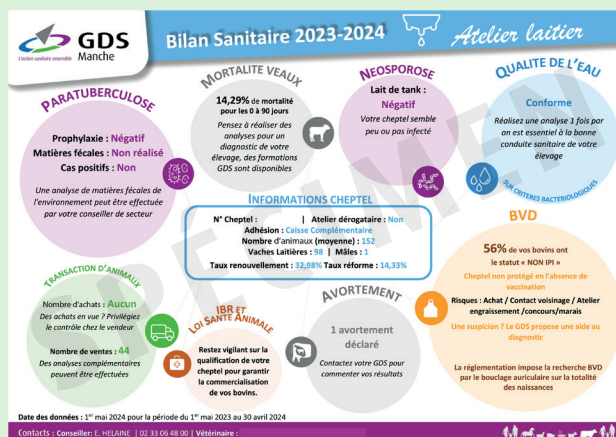 GDS
Manche
L'action sanitaire ensemble
Bilan Sanitaire 2023-2024
Atelier laitier
PARATUBERCULOSE
Prophylaxie : Négatif
Matières fécales : Non réalisé
Cas positifs : Non
Une analyse de matières fécales de
l'environnement peut être effectuée
par votre conseiller de secteur
MORTALITE VEAUX
14,29% de mortalité
pour les 0 à 90 jours
Pensez à réaliser des
analyses pour un
diagnostic de votre
élevage, des formations
GDS sont disponibles
NEOSPOROSE
Lait de tank :
Négatif
Votre cheptel semble
peu ou pas infecté
QUALITE DE L'EAU
Conforme
Réalisez une analyse 1 fois par
an est essentiel à la bonne
conduite sanitaire de votre
élevage
SUR CRITERES BACTERIOLOGIQUES
INFORMATIONS CHEPTEL
N° Cheptel : | Atelier dérogataire : Non
Adhésion : Caisse Complémentaire
Nombre d'animaux (moyenne) : 152
Vaches Laitières : 98 | Mâles : 1
Taux renouvellement : 32,98% Taux réforme : 14,33%
TRANSACTION D'ANIMAUX
Nombre d'achats : Aucun
Des achats en vue ? Privilégiez
le contrôle chez le vendeur
Nombre de ventes : 44
Des analyses complémentaires
peuvent être effectuées
IBR ET
LOI SANTE ANIMALE
Restez vigilant sur la
qualification de votre
cheptel pour garantir
la commercialisation
de vos bovins.
AVORTEMENT
1 avortement
déclaré
Contactez votre GDS pour
commenter vos résultats
BVD
56% de vos bovins ont
le statut « NON IPI »
Cheptel non protégé en l'absence de
vaccination
Risques : Achat / Contact voisinage / Atelier
engraissement /concours/marais
Une suspicion ? Le GDS propose une aide au
diagnostic
La réglementation impose la recherche BVD
par le bouclage auriculaire sur la totalité
des naissances
SPECIMEN
Date des données : 1er mai 2024 pour la période du 1er mai 2023 au 30 avril 2024
Contacts : Conseiller: E. HELAINE | 02 33 06 48 00 | Vétérinaire :